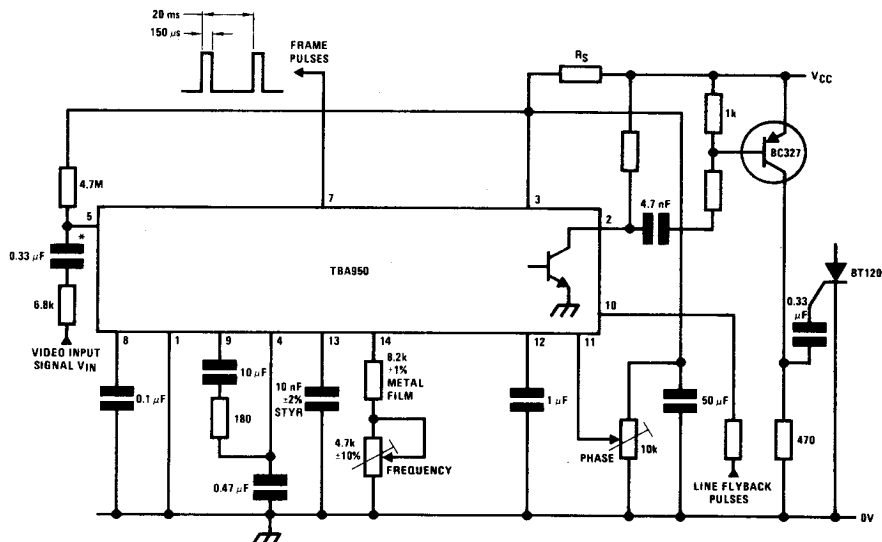 20 ms
150 μs
FRAME
PULSES
RS
VCC
1k
BC327
4.7M
7
3
5
2
4.7 nF
*
0.33 μF
TBA950
BT120
6.8k
10
0.33
μF
VIDEO INPUT
SIGNAL VIN
8
1
9
4
13
14
12
11
0.1 μF
10 μF
180
10 nF
±2%
STYR
8.2k
±1%
METAL
FILM
1 μF
50 μF
470
4.7k
±10%
FREQUENCY
PHASE
10k
0.47 μF
LINE FLYBACK
PULSES
0V